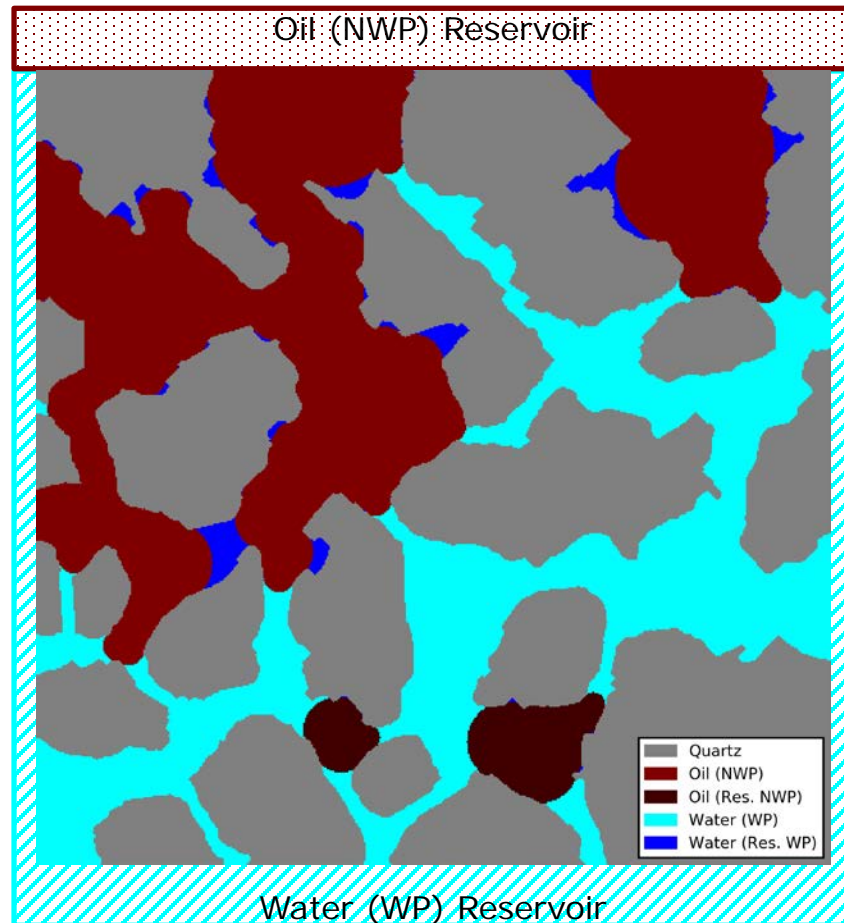 Oil (NWP) Reservoir
Quartz
Oil (NWP)
Oil (Res. NWP)
Water (WP)
Water (Res. WP)
Water (WP) Reservoir